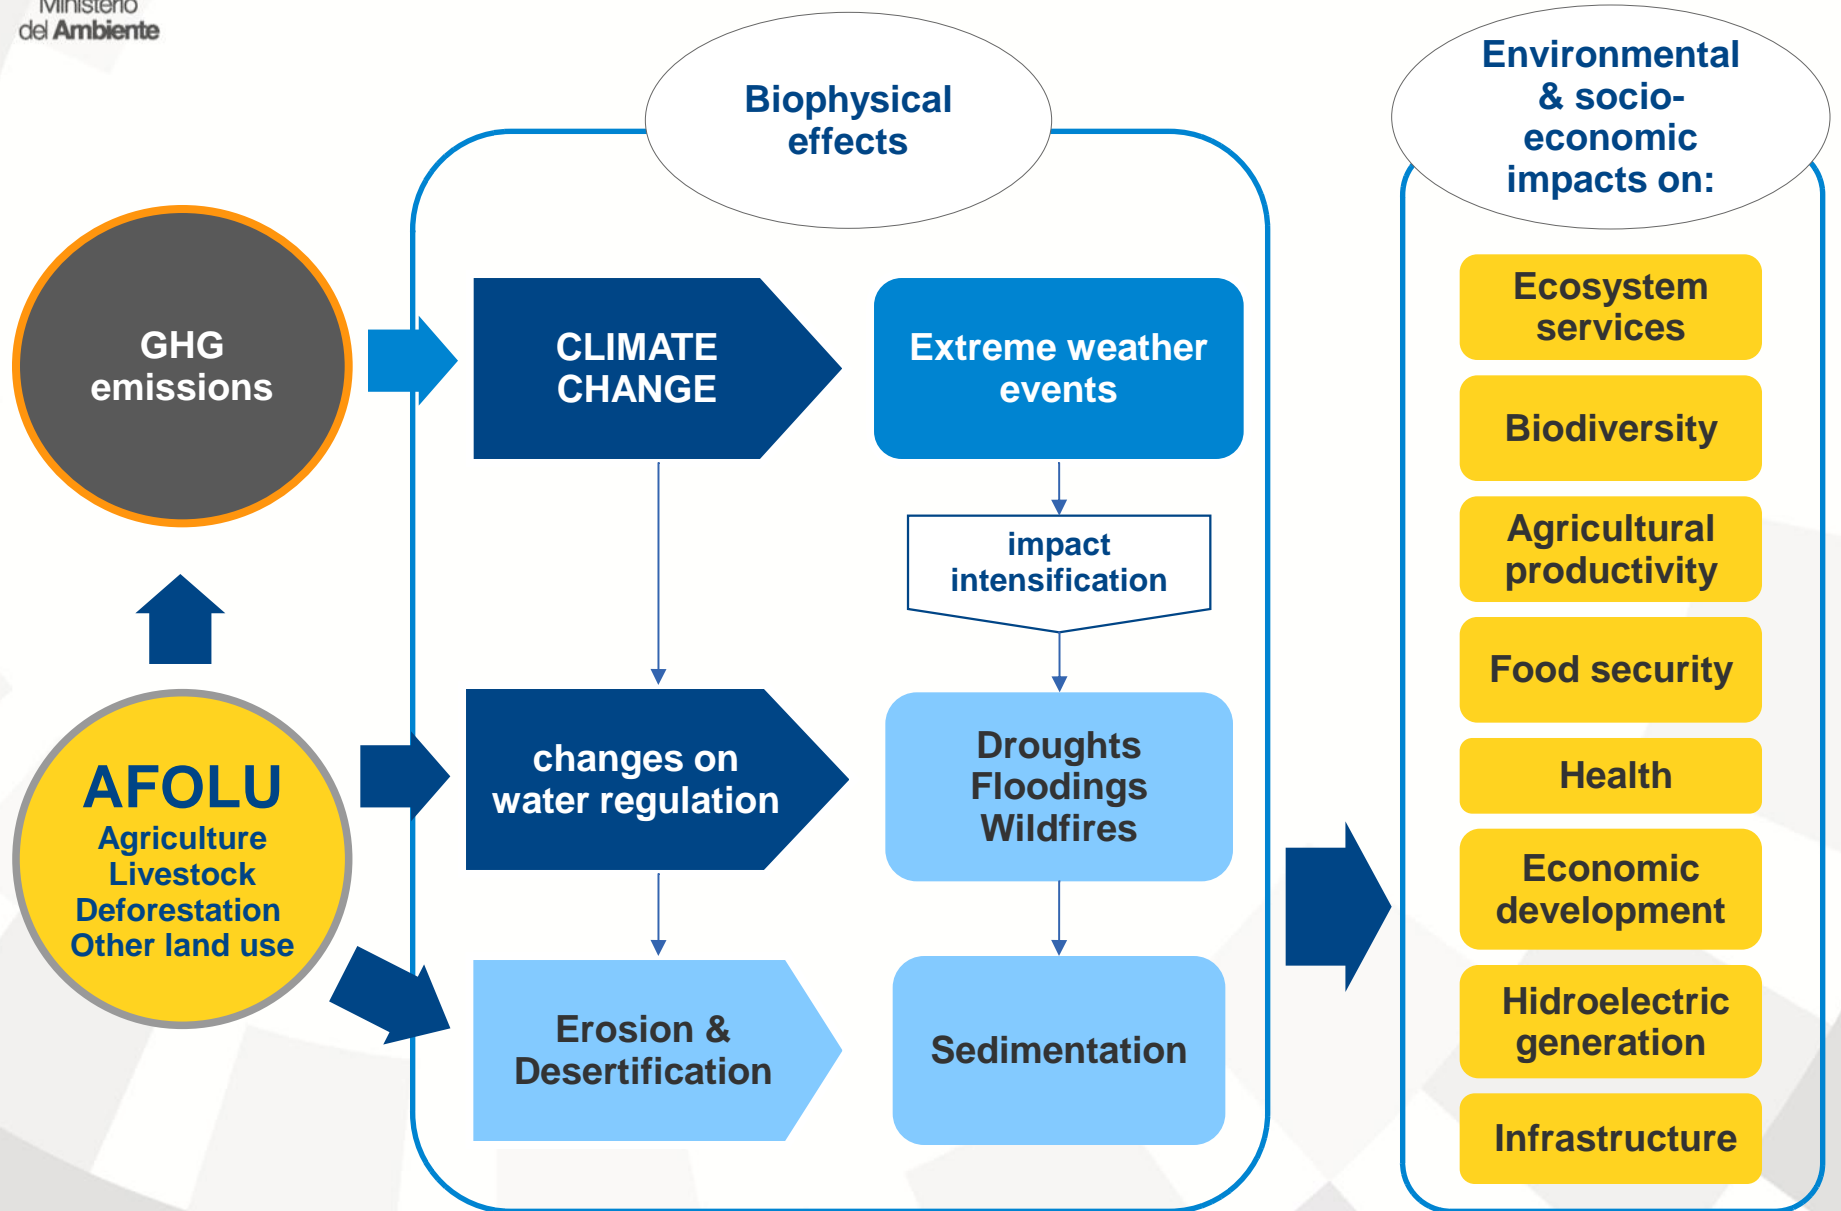 Ministerio
del Ambiente
Biophysical
effects
Environmental
& socio-
economic
impacts on:
GHG
emissions
CLIMATE
CHANGE
Extreme weather
events
impact
intensification
AFOLU
Agriculture
Livestock
Deforestation
Other land use
changes on
water regulation
Droughts
Floodings
Wildfires
Erosion &
Desertification
Sedimentation
Ecosystem
services
Biodiversity
Agricultural
productivity
Food security
Health
Economic
development
Hidroelectric
generation
Infrastructure